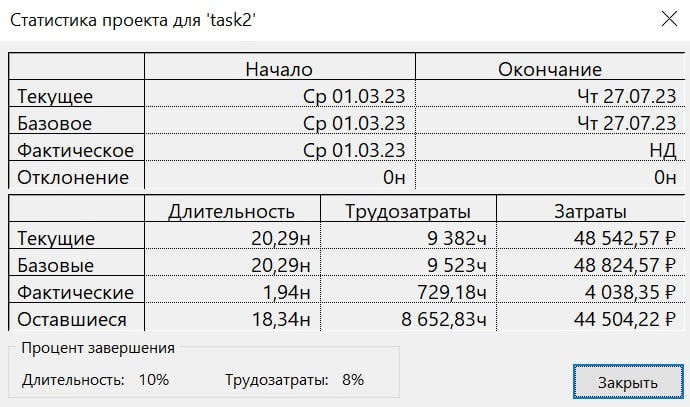 Статистика проекта для 'task2'
Начало Окончание
Текущее Ср 01.03.23 Чт 27.07.23
Базовое Ср 01.03.23 Чт 27.07.23
Фактическое Ср 01.03.23 НД
Отклонение 0н 0н
Длительность Трудозатраты Затраты
Текущие 20,29н 9 382ч 48 542,57 ₽
Базовые 20,29н 9 523ч 48 824,57 ₽
Фактические 1,94н 729,18ч 4 038,35 ₽
Оставшиеся 18,34н 8 652,83ч 44 504,22 ₽
Процент завершения
Длительность: 10% Трудозатраты: 8%
Закрыть